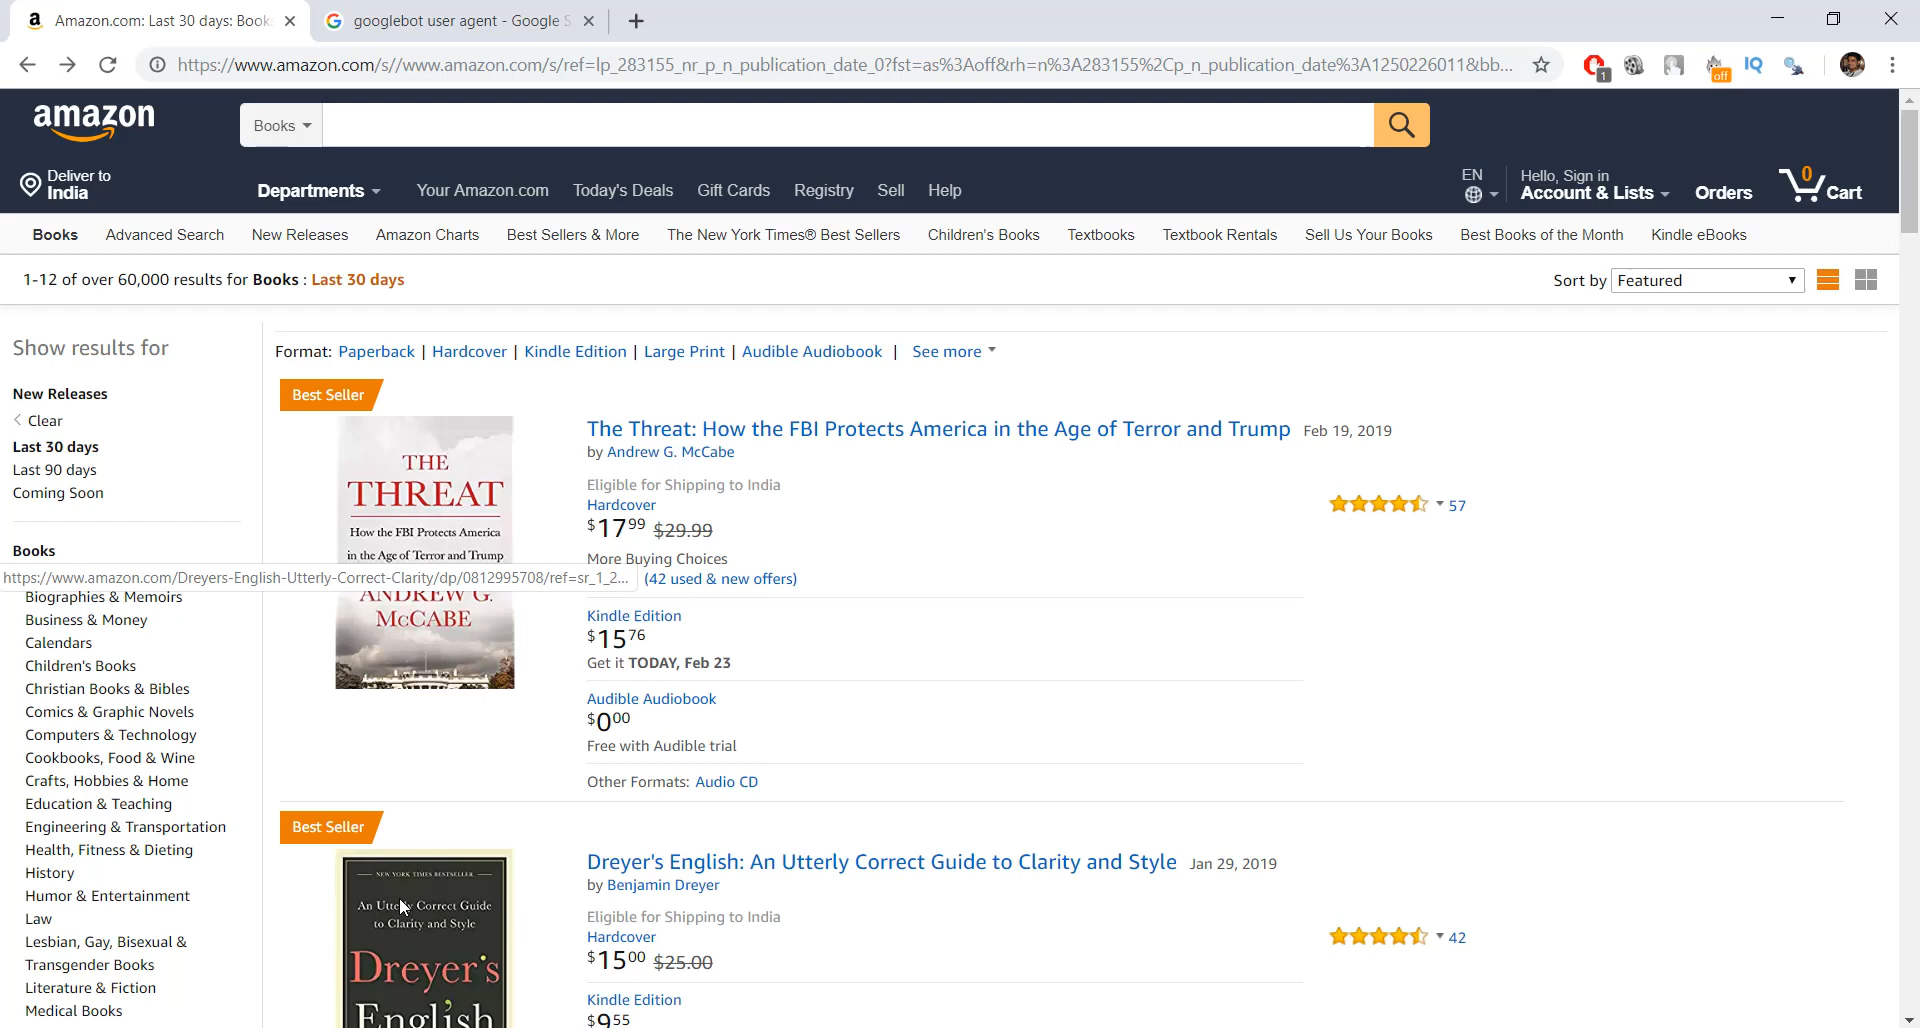 Amazon.com: Last 30 days: Book
googlebot user agent - Google S
https://www.amazon.com/s//www.amazon.com/s/ref=lp_283155_nr_p_n_publication_date_0?fst=as%3Aoff&rh=n%3A283155%2Cp_n_publication_date%3A1250226011&bb...
1
off
IQ
amazon
Books
Deliver to
India
Departments
Your Amazon.com
Today's Deals
Gift Cards
Registry
Sell
Help
EN
Hello, Sign in
Account & Lists
Orders
0
Cart
Books
Advanced Search
New Releases
Amazon Charts
Best Sellers & More
The New York Times® Best Sellers
Children's Books
Textbooks
Textbook Rentals
Sell Us Your Books
Best Books of the Month
Kindle eBooks
1-12 of over 60,000 results for Books : Last 30 days
Sort by Featured
Show results for
New Releases
Clear
Last 30 days
Last 90 days
Coming Soon
Books
https://www.amazon.com/Dreyers-English-Utterly-Correct-Clarity/dp/0812995708/ref=sr_1_2...
Biographies & Memoirs
Business & Money
Calendars
Children's Books
Christian Books & Bibles
Comics & Graphic Novels
Computers & Technology
Cookbooks, Food & Wine
Crafts, Hobbies & Home
Education & Teaching
Engineering & Transportation
Health, Fitness & Dieting
History
Humor & Entertainment
Law
Lesbian, Gay, Bisexual &
Transgender Books
Literature & Fiction
Medical Books
Format: Paperback | Hardcover | Kindle Edition | Large Print | Audible Audiobook | See more
Best Seller
THE
THREAT
How the FBI Protects America
in the Age of Terror and Trump
ANDREW G.
McCABE
The Threat: How the FBI Protects America in the Age of Terror and Trump Feb 19, 2019
by Andrew G. McCabe
Eligible for Shipping to India
Hardcover
$17.99 $29.99
57
More Buying Choices
(42 used & new offers)
Kindle Edition
$15.76
Get it TODAY, Feb 23
Audible Audiobook
$0.00
Free with Audible trial
Other Formats: Audio CD
Best Seller
NEW YORK TIMES BESTSELLER
An Utterly Correct Guide
to Clarity and Style
Dreyer's
English
Dreyer's English: An Utterly Correct Guide to Clarity and Style Jan 29, 2019
by Benjamin Dreyer
Eligible for Shipping to India
Hardcover
$15.00 $25.00
42
Kindle Edition
$9.55